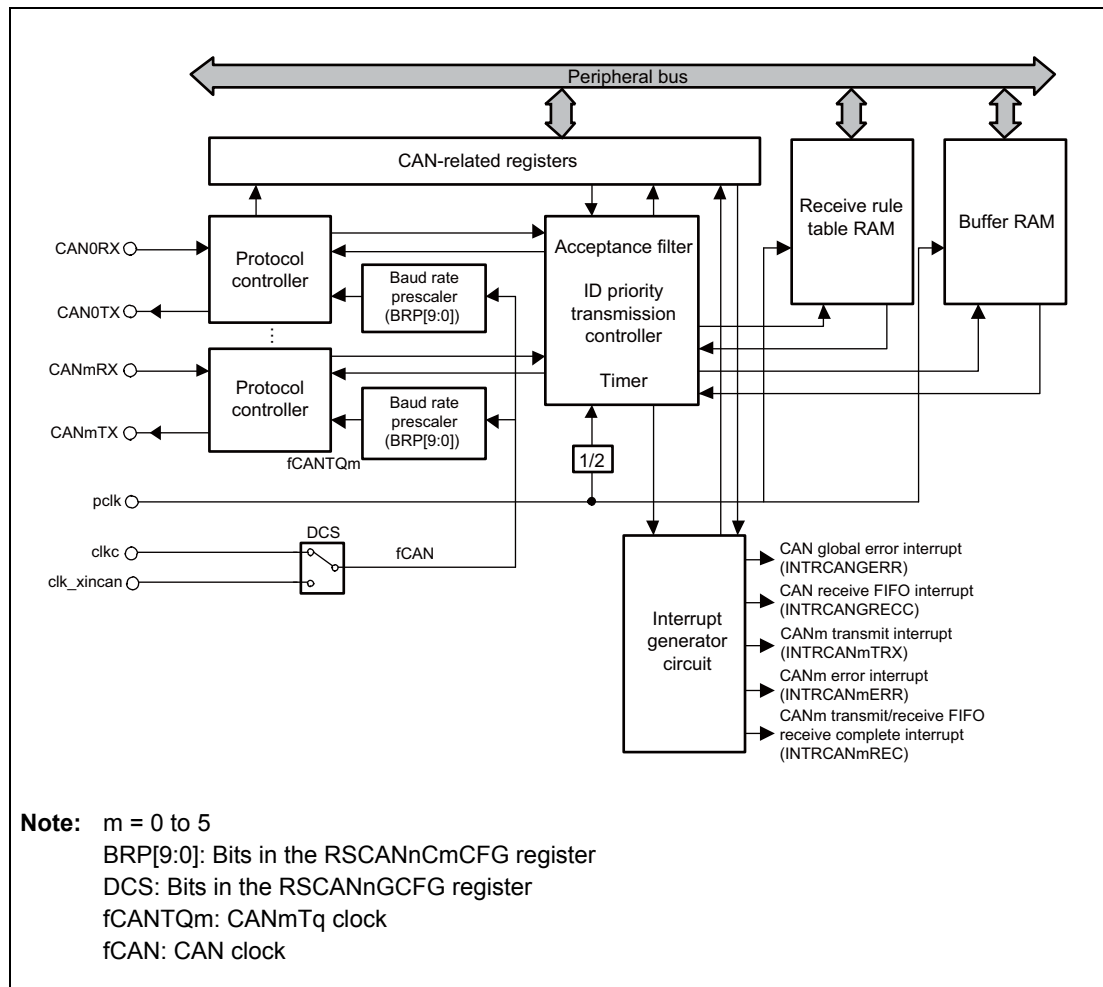 Peripheral bus
CAN-related registers
Receive rule
table RAM
Buffer RAM
CAN0RX
CAN0TX
Protocol
controller
Baud rate
prescaler
(BRP[9:0])
Acceptance filter
ID priority
transmission
controller
Timer
⋮
CANmRX
CANmTX
Protocol
controller
Baud rate
prescaler
(BRP[9:0])
fCANTQm
1/2
pclk
DCS
clkc
fCAN
clk_xincan
Interrupt
generator
circuit
CAN global error interrupt
(INTRCANGERR)
CAN receive FIFO interrupt
(INTRCANGRECC)
CANm transmit interrupt
(INTRCANmTRX)
CANm error interrupt
(INTRCANmERR)
CANm transmit/receive FIFO
receive complete interrupt
(INTRCANmREC)
Note: m = 0 to 5
BRP[9:0]: Bits in the RSCANnCmCFG register
DCS: Bits in the RSCANnGCFG register
fCANTQm: CANmTq clock
fCAN: CAN clock